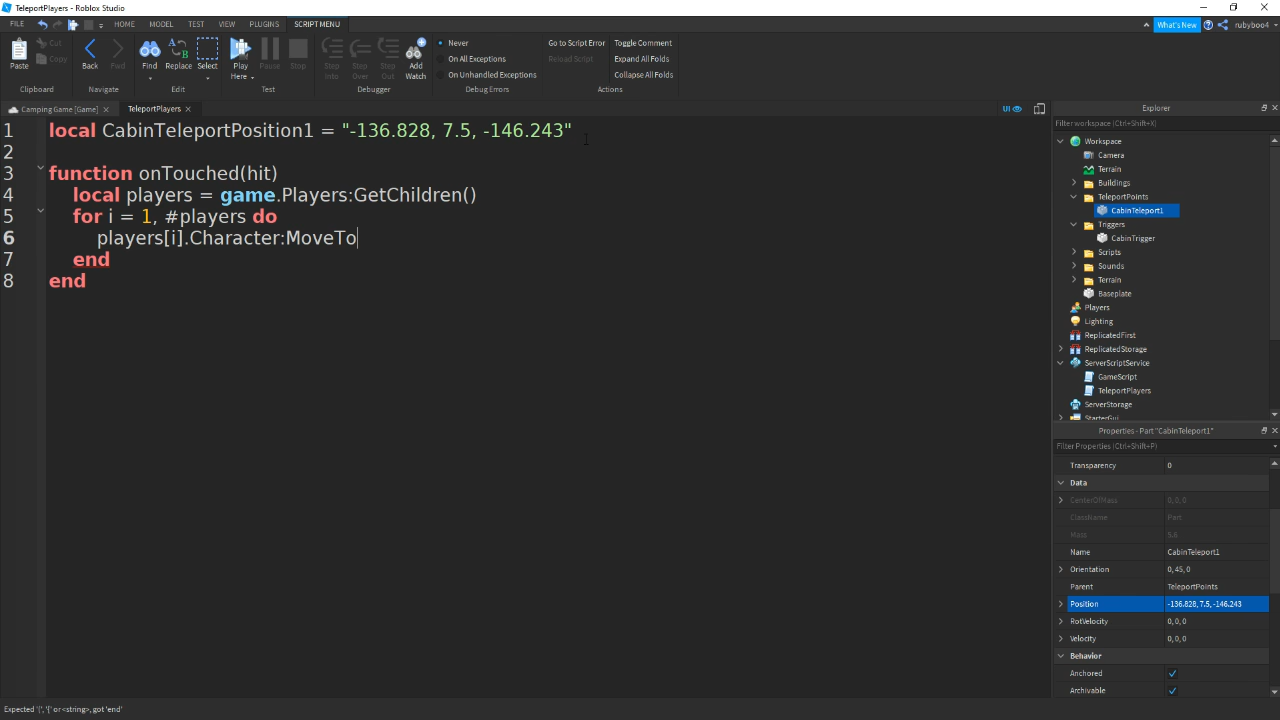 TeleportPlayers - Roblox Studio
FILE HOME MODEL TEST VIEW PLUGINS SCRIPT MENU What's New rubyboo4
Paste Cut Copy Back Fwd Find Replace Select Play Here Pause Stop Step Into Step Over Step Out Add Watch
Never Go to Script Error Toggle Comment
On All Exceptions Reload Script Expand All Folds
On Unhandled Exceptions Collapse All Folds
Clipboard Navigate Edit Test Debugger Debug Errors Actions
Camping Game [Game] TeleportPlayers UI
1 local CabinTeleportPosition1 = "-136.828, 7.5, -146.243"
2
3 function onTouched(hit)
4 local players = game.Players:GetChildren()
5 for i = 1, #players do
6 players[i].Character:MoveTo
7 end
8 end
Explorer
Filter workspace (Ctrl+Shift+X)
Workspace
Camera
Terrain
Buildings
TeleportPoints
CabinTeleport1
Triggers
CabinTrigger
Scripts
Sounds
Terrain
Baseplate
Players
Lighting
ReplicatedFirst
ReplicatedStorage
ServerScriptService
GameScript
TeleportPlayers
ServerStorage
StarterGui
Properties - Part "CabinTeleport1"
Filter Properties (Ctrl+Shift+P)
Transparency 0
Data
CenterOfMass 0, 0, 0
ClassName Part
Mass 5.6
Name CabinTeleport1
Orientation 0, 45, 0
Parent TeleportPoints
Position -136.828, 7.5, -146.243
RotVelocity 0, 0, 0
Velocity 0, 0, 0
Behavior
Anchored
Archivable
Expected '(', '{' or <string>, got 'end'